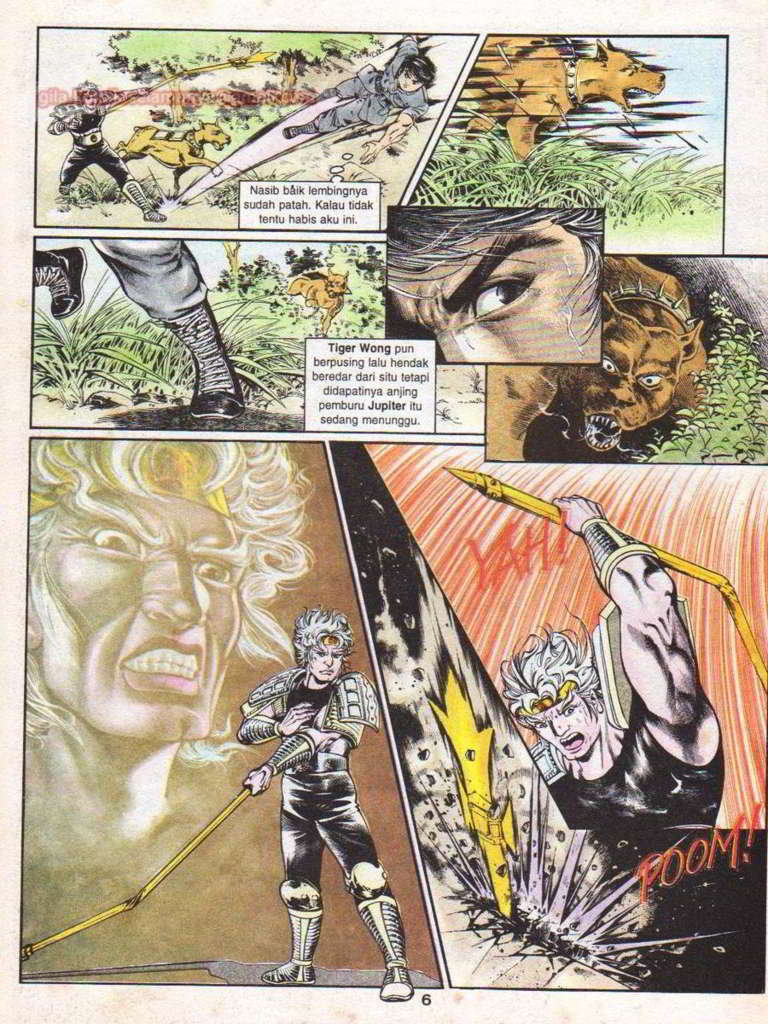 Nasib baik lembingnya
sudah patah. Kalau tidak
tentu habis aku ini.
Tiger Wong pun
berpusing lalu hendak
beredar dari situ tetapi
didapatinya anjing
pemburu Jupiter itu
sedang menunggu.
YAH!
POOM!
6